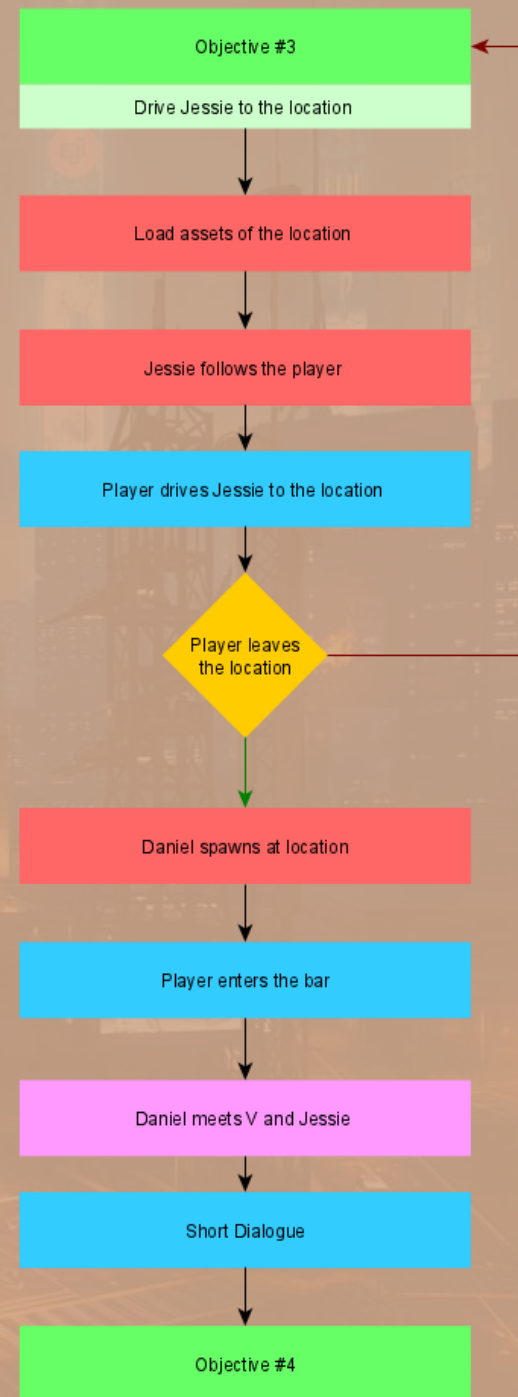 Objective #3
Drive Jessie to the location
Load assets of the location
Jessie follows the player
Player drives Jessie to the location
Player leaves
the location
Daniel spawns at location
Player enters the bar
Daniel meets V and Jessie
Short Dialogue
Objective #4